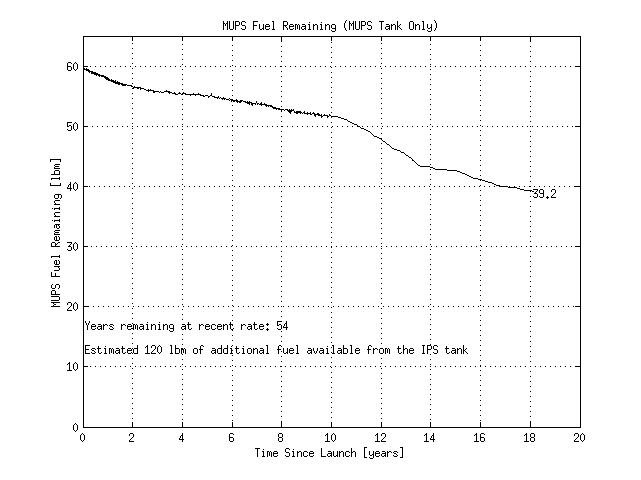 MUPS Fuel Remaining (MUPS Tank Only)
60
50
40
30
20
10
0
MUPS Fuel Remaining [lbm]
39.2
Years remaining at recent rate: 54
Estimated 120 lbm of additional fuel available from the IPS tank
0 2 4 6 8 10 12 14 16 18 20
Time Since Launch [years]